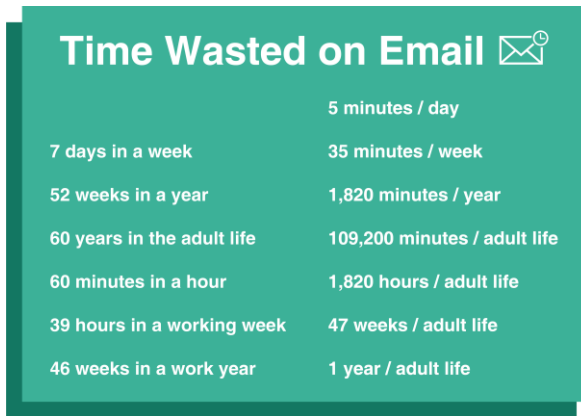 Time Wasted on Email
5 minutes / day
7 days in a week 35 minutes / week
52 weeks in a year 1,820 minutes / year
60 years in the adult life 109,200 minutes / adult life
60 minutes in a hour 1,820 hours / adult life
39 hours in a working week 47 weeks / adult life
46 weeks in a work year 1 year / adult life